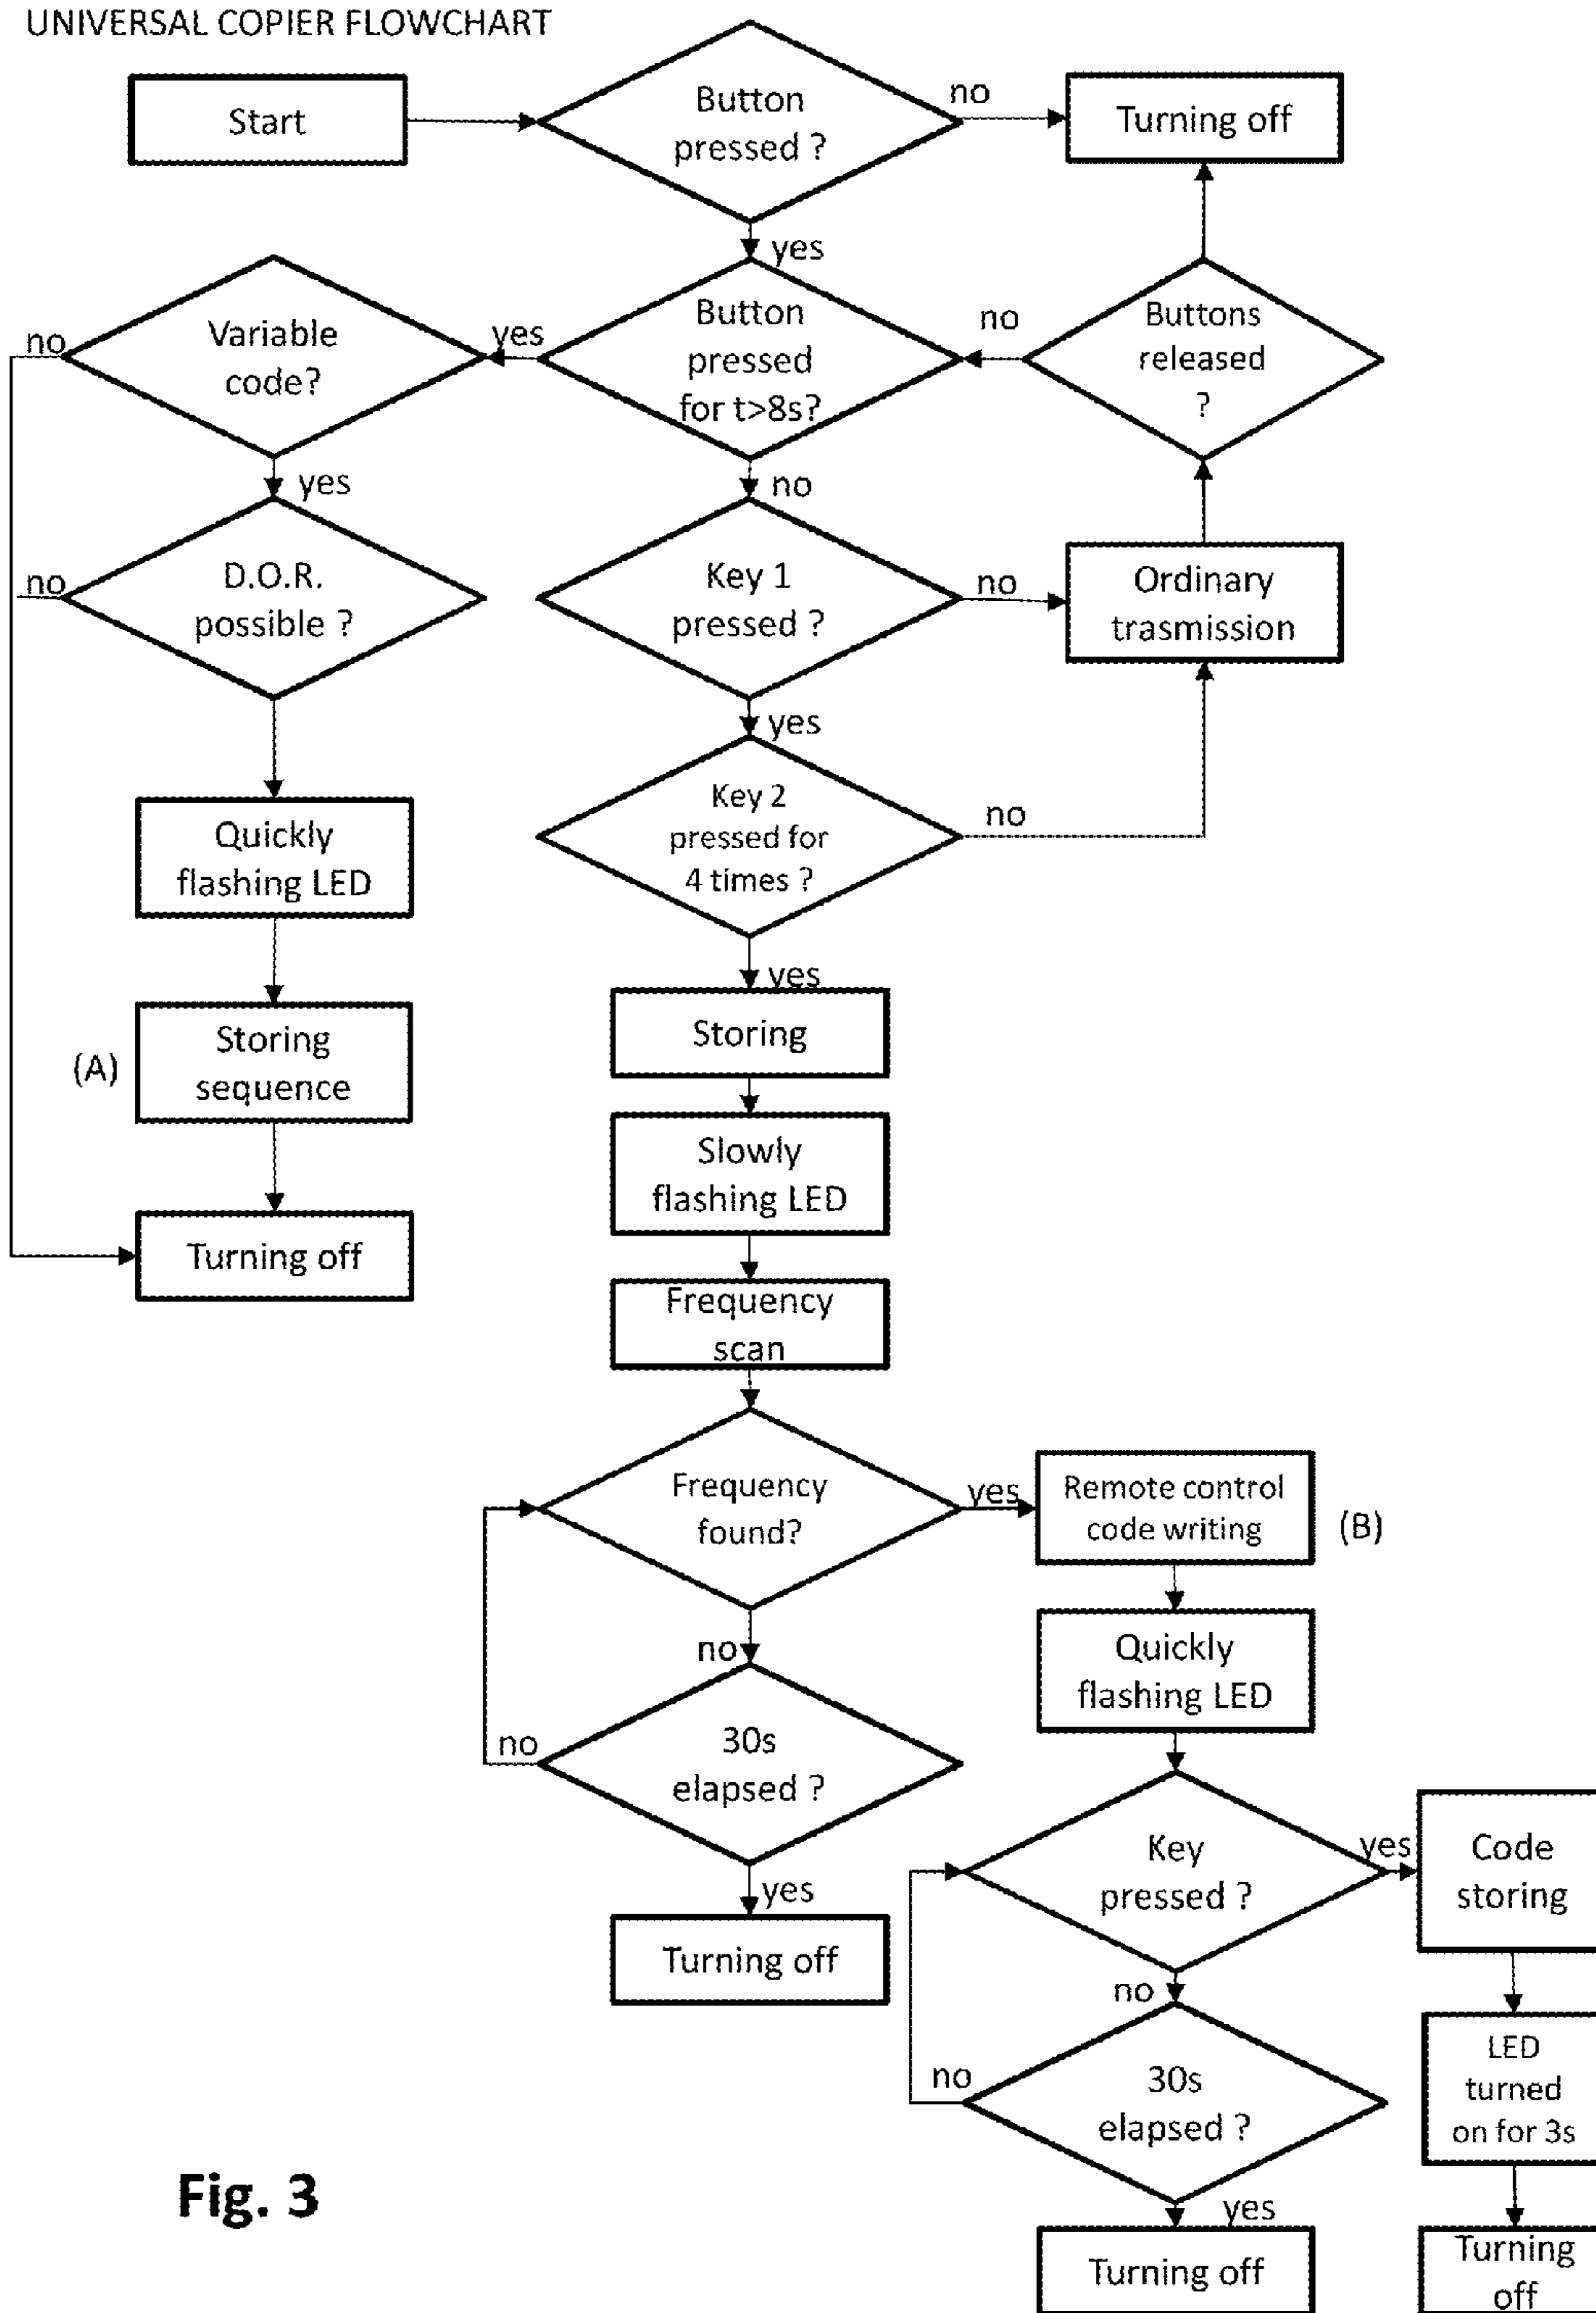 UNIVERSAL COPIER FLOWCHART
Start
Button
pressed ?
no
Turning off
yes
Variable
code?
no
yes
Button
pressed
for t>8s?
no
Buttons
released
?
yes
no
D.O.R.
possible ?
no
Key 1
pressed ?
no
Ordinary
trasmission
yes
Key 2
pressed for
4 times ?
no
Quickly
flashing LED
yes
Storing
(A)
Storing
sequence
Slowly
flashing LED
Turning off
Frequency
scan
Frequency
found?
yes
Remote control
code writing
(B)
no
Quickly
flashing LED
30s
elapsed ?
no
yes
Turning off
Key
pressed ?
yes
Code
storing
no
30s
elapsed ?
no
LED
turned
on for 3s
yes
Turning off
Turning
off
Fig. 3